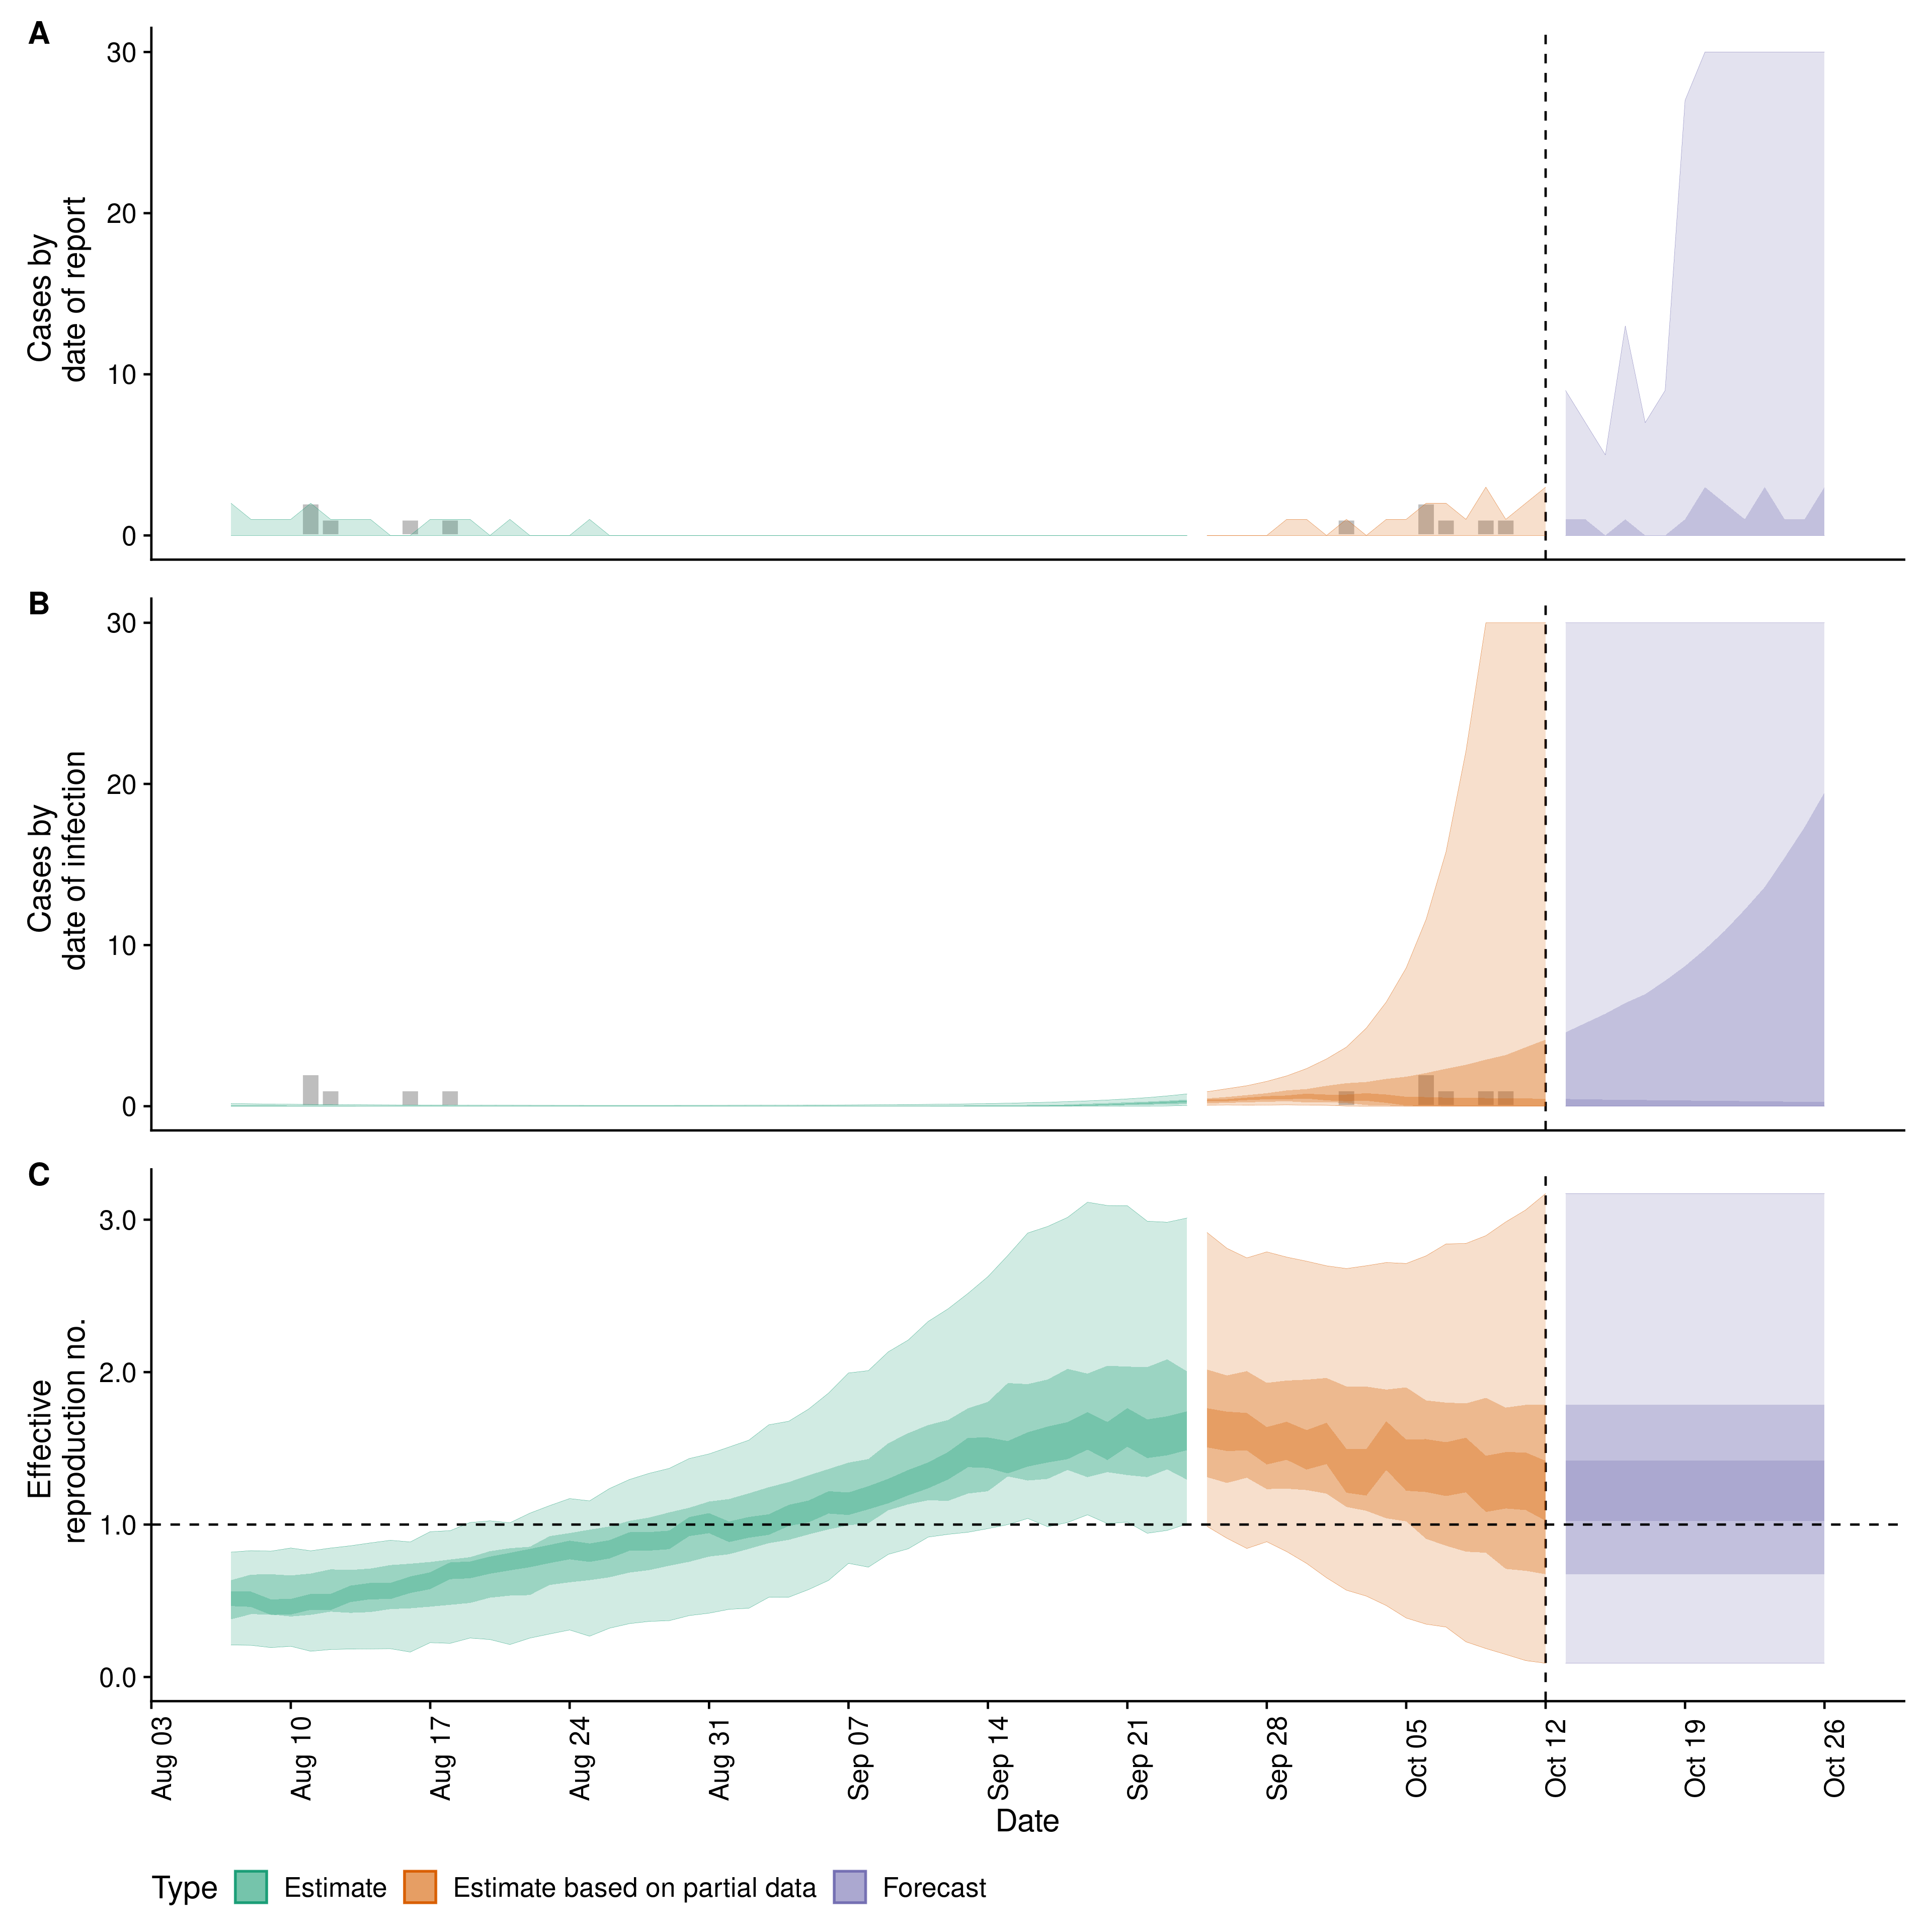 A
Cases by
date of report
30
20
10
0
B
Cases by
date of infection
30
20
10
0
C
Effective
reproduction no.
3.0
2.0
1.0
0.0
Aug 03
Aug 10
Aug 17
Aug 24
Aug 31
Sep 07
Sep 14
Sep 21
Sep 28
Oct 05
Oct 12
Oct 19
Oct 26
Date
Type Estimate Estimate based on partial data Forecast